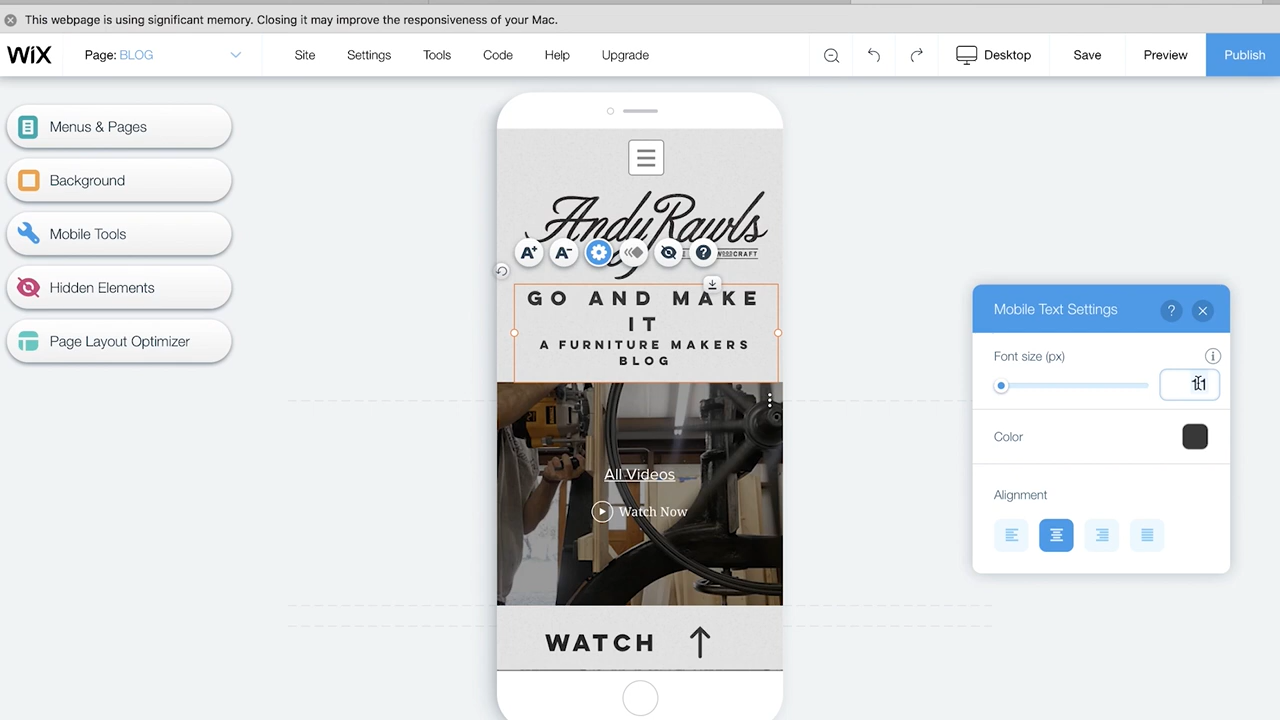 This webpage is using significant memory. Closing it may improve the responsiveness of your Mac.
WiX Page: BLOG Site Settings Tools Code Help Upgrade Desktop Save Preview Publish
Menus & Pages
Background
Mobile Tools
Hidden Elements
Page Layout Optimizer
Andy Rawls
WOODCRAFT
A+ A- ?
GO AND MAKE
IT
A FURNITURE MAKERS
BLOG
All Videos
Watch Now
WATCH
Mobile Text Settings ?
Font size (px)
11
Color
Alignment